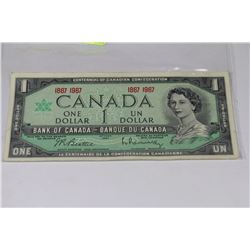 CENTENNIAL OF CANADIAN CONFEDERATION
1
1867 1967
1867 1967
CANADA
ONE
DOLLAR
1
UN
DOLLAR
BANK OF CANADA - BANQUE DU CANADA
ONE
UN
LE CENTENAIRE DE LA CONFÉDÉRATION CANADIENNE